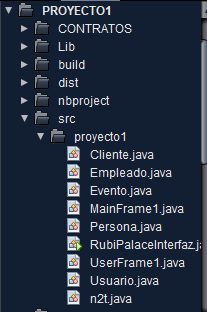 PROYECTO1
CONTRATOS
Lib
build
dist
nbproject
src
proyecto1
Cliente.java
Empleado.java
Evento.java
MainFrame1.java
Persona.java
RubiPalaceInterfaz.ja
UserFrame1.java
Usuario.java
n2t.java